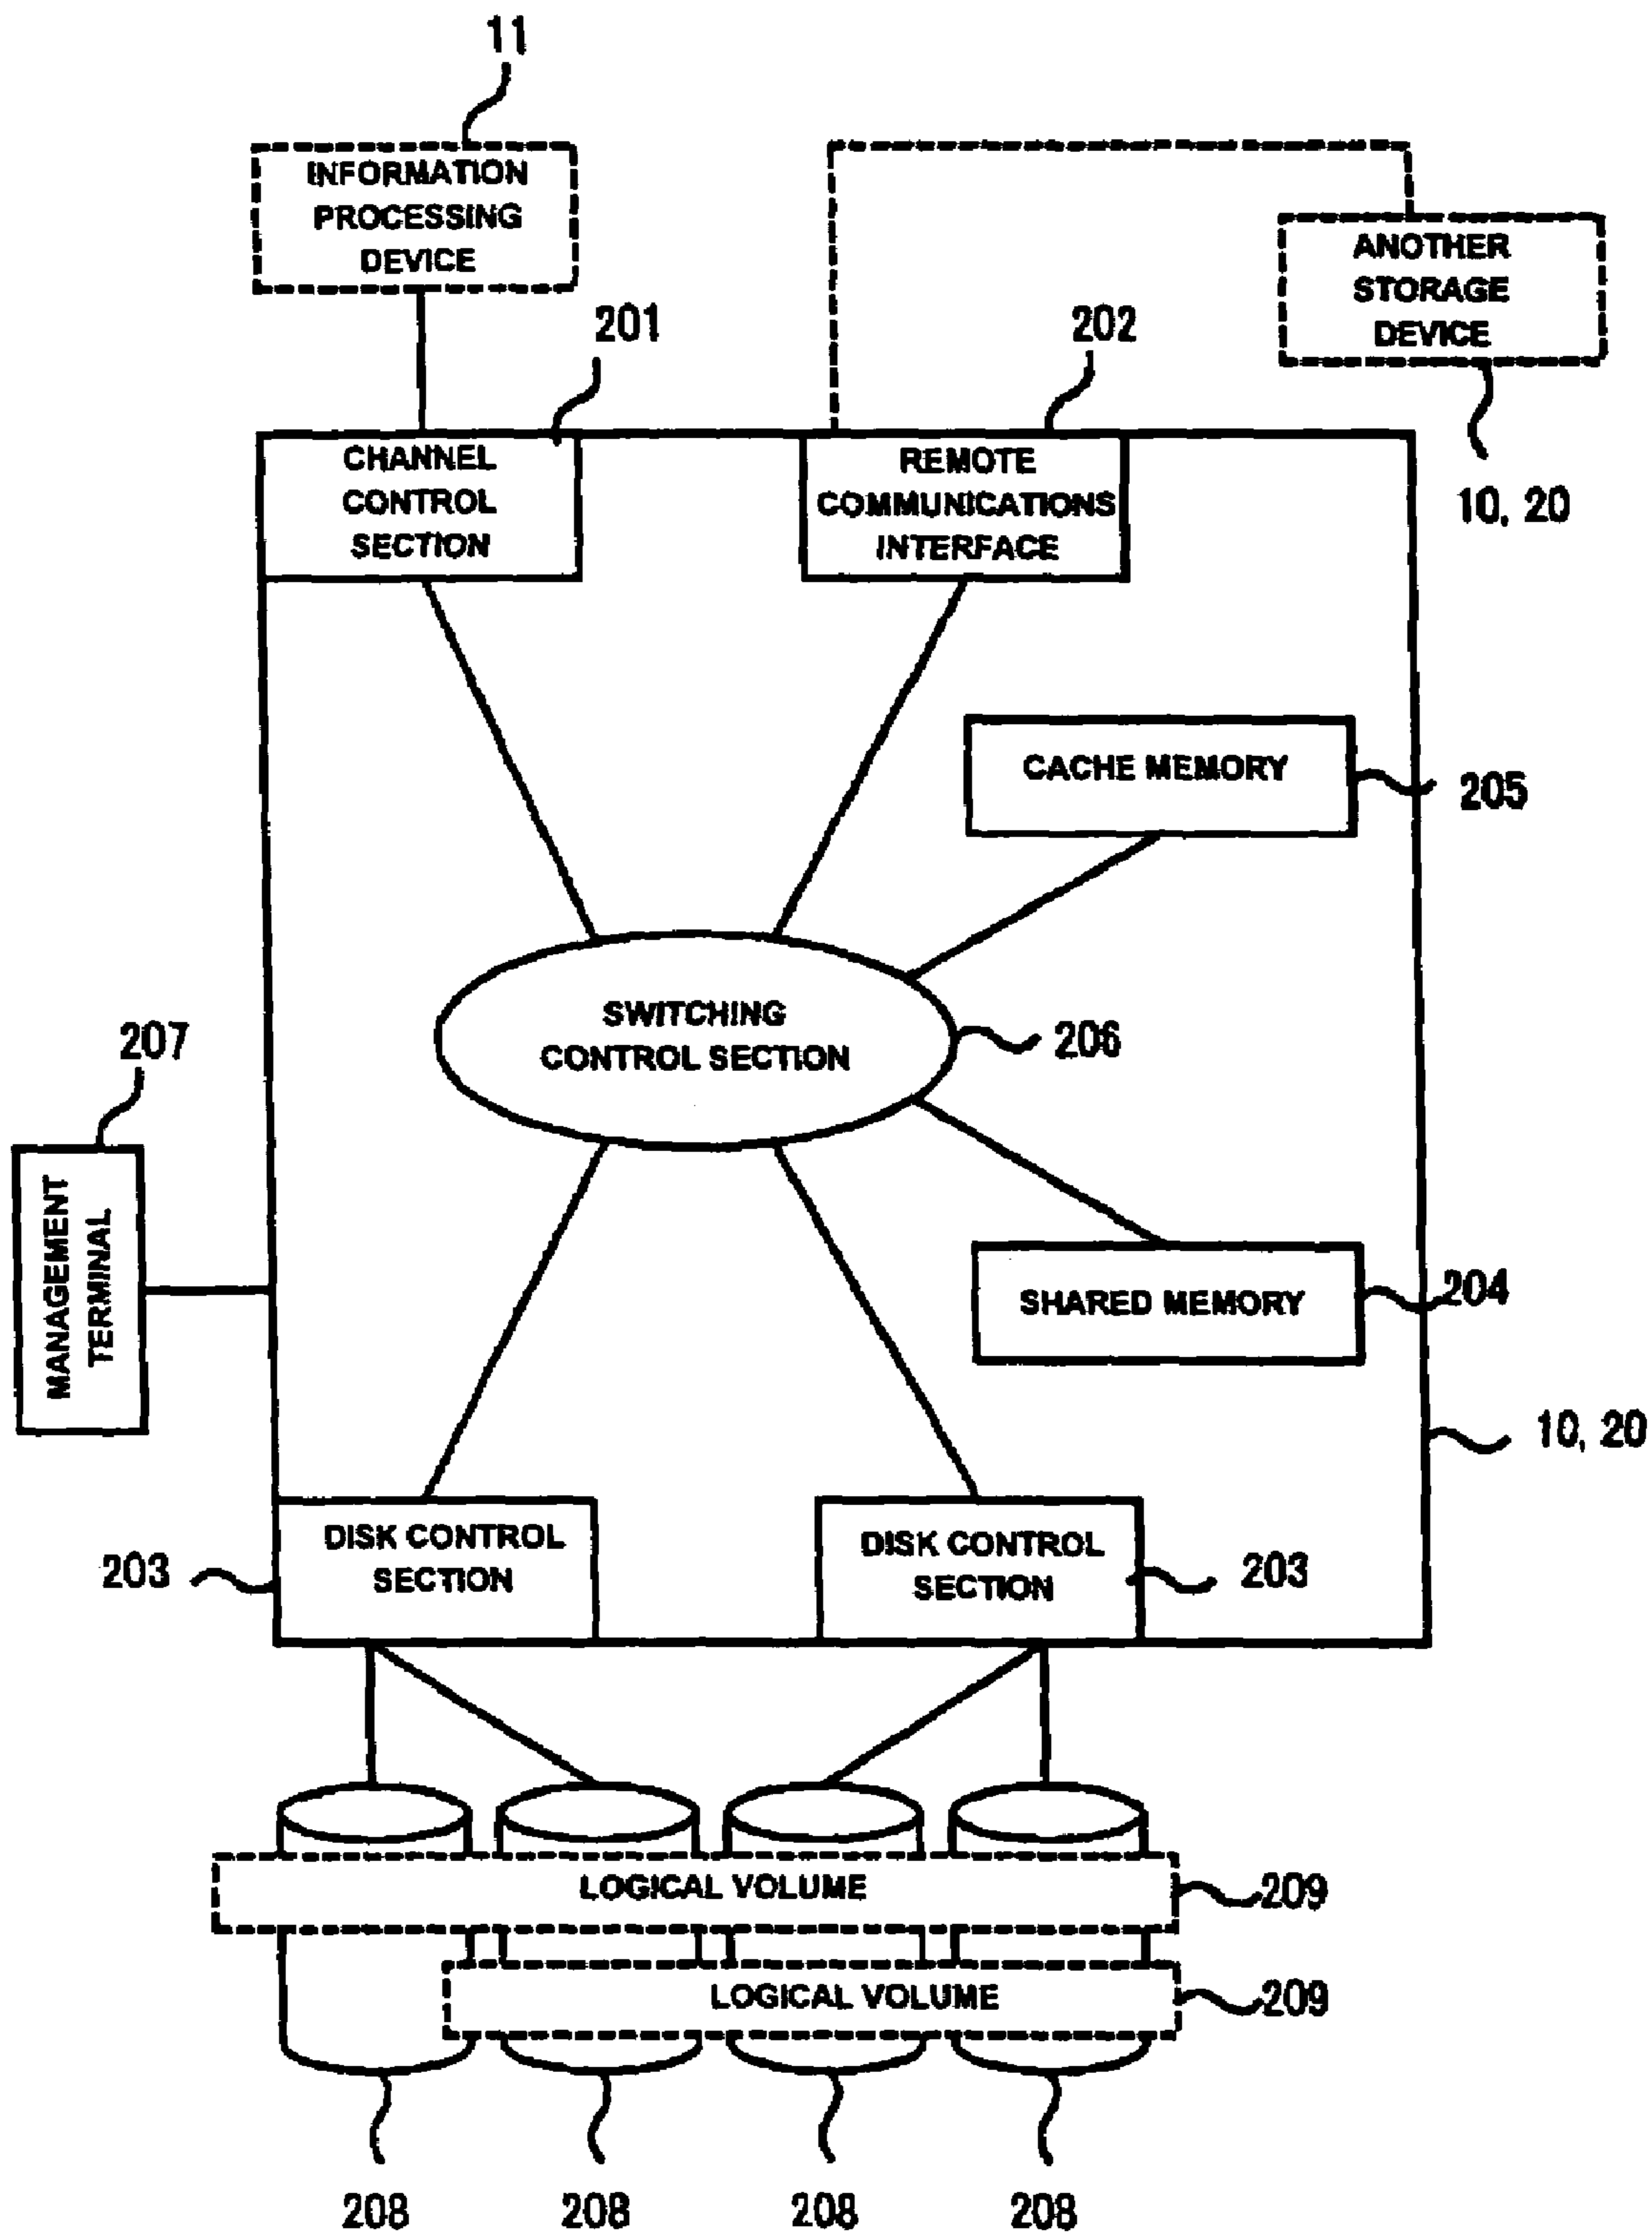 11
INFORMATION
PROCESSING
DEVICE
ANOTHER
STORAGE
DEVICE
10, 20
201
202
CHANNEL
CONTROL
SECTION
REMOTE
COMMUNICATIONS
INTERFACE
CACHE MEMORY
205
SWITCHING
CONTROL SECTION
206
207
MANAGEMENT
TERMINAL
SHARED MEMORY
204
10, 20
DISK CONTROL
SECTION
203
DISK CONTROL
SECTION
203
LOGICAL VOLUME
209
LOGICAL VOLUME
209
208
208
208
208